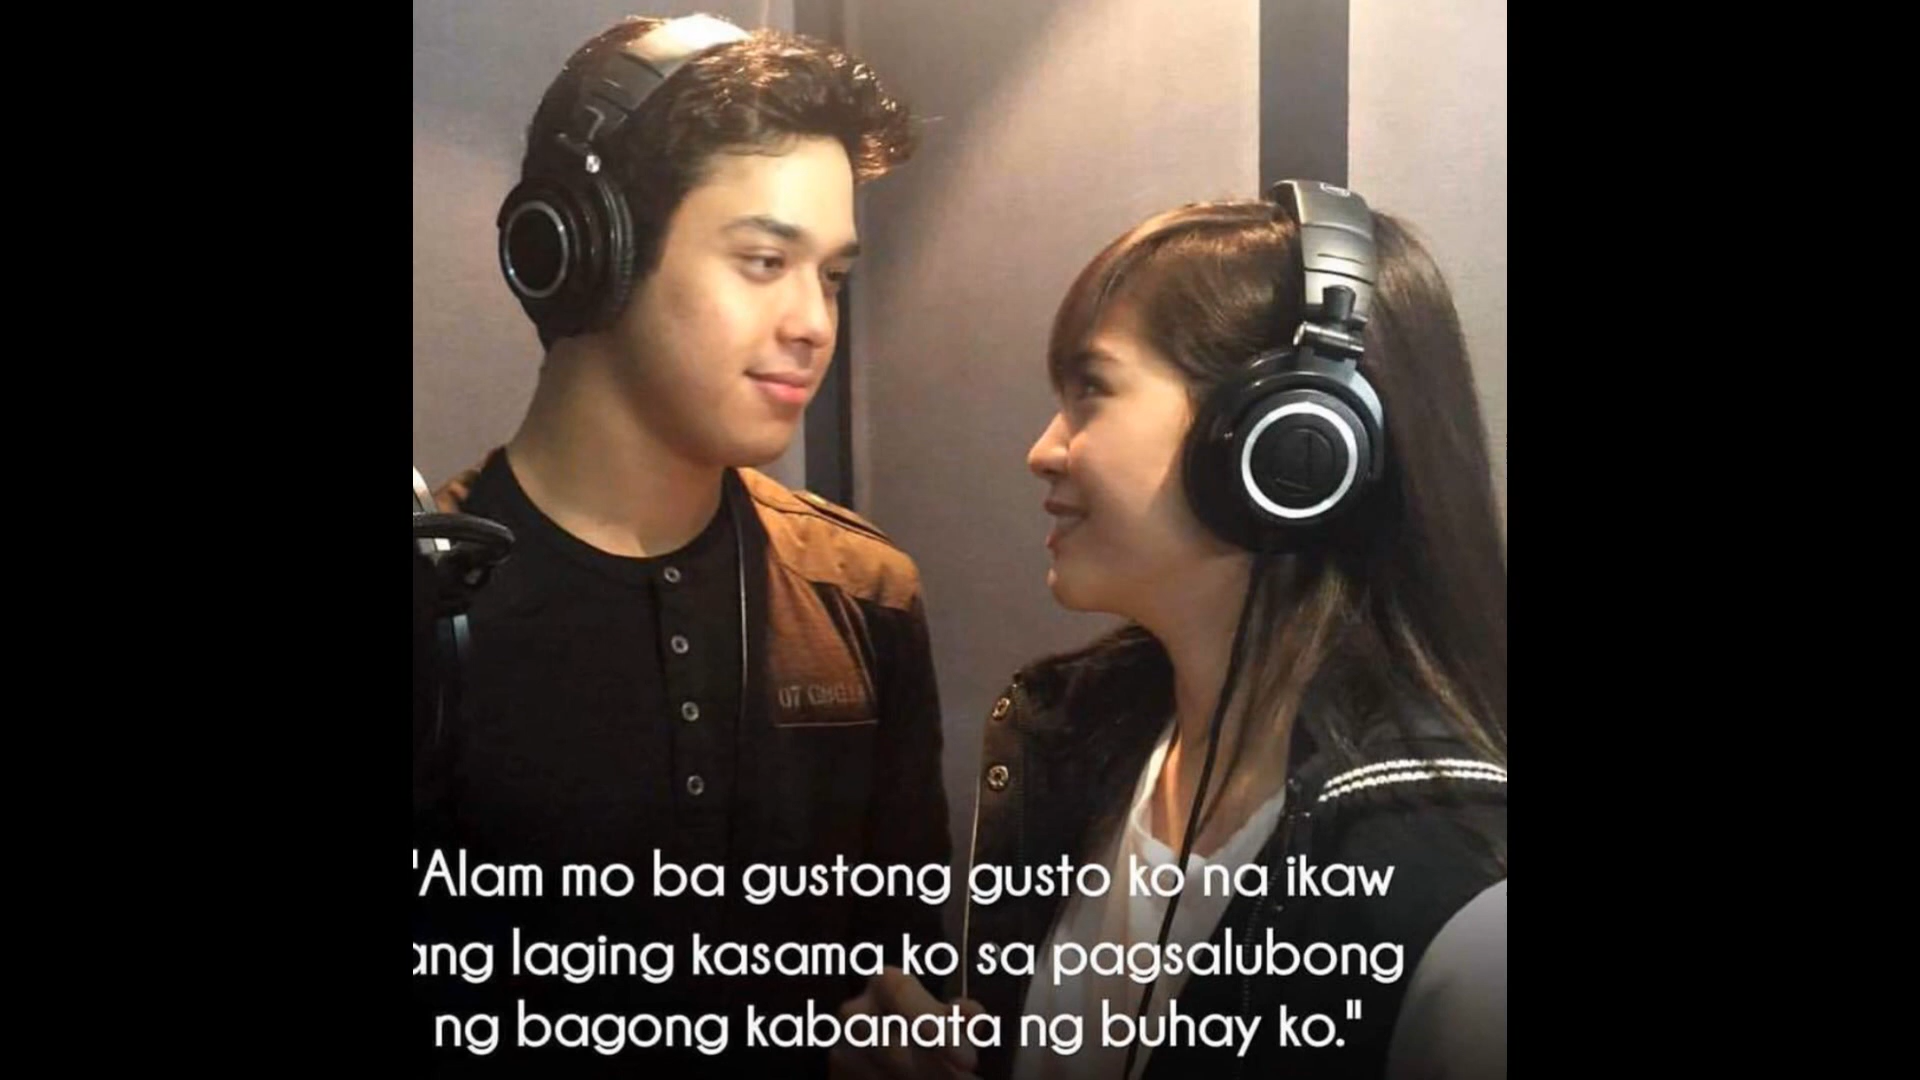 "Alam mo ba gustong gusto ko na ikaw
ang laging kasama ko sa pagsalubong
ng bagong kabanata ng buhay ko."
07